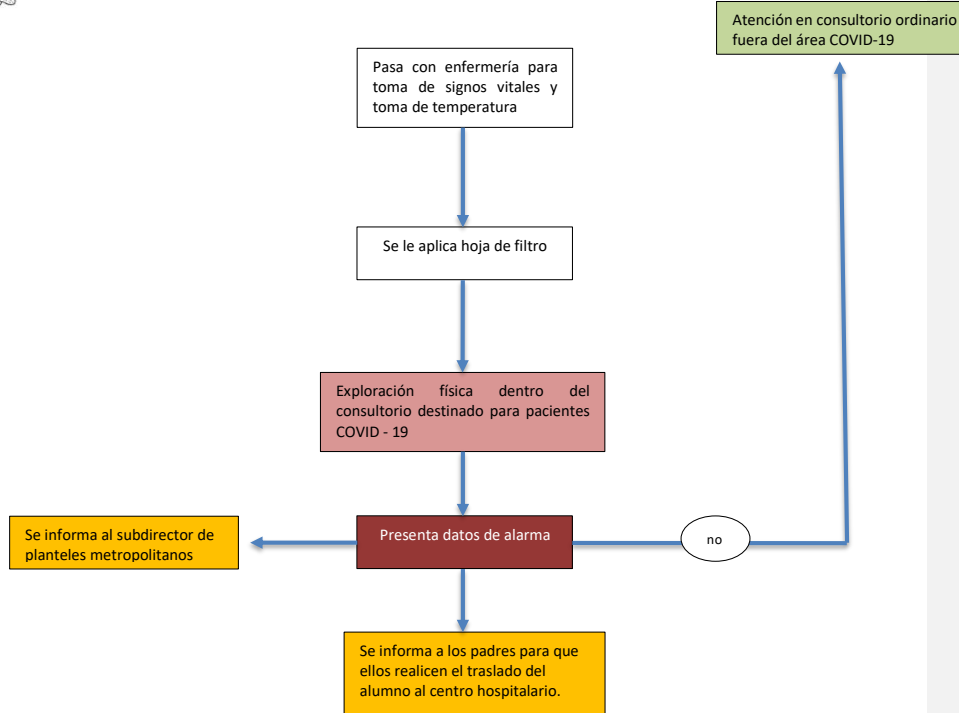 Atención en consultorio ordinario
fuera del área COVID-19
Pasa con enfermería para
toma de signos vitales y
toma de temperatura
Se le aplica hoja de filtro
Exploración física dentro del
consultorio destinado para pacientes
COVID - 19
Se informa al subdirector de
planteles metropolitanos
Presenta datos de alarma
no
Se informa a los padres para que
ellos realicen el traslado del
alumno al centro hospitalario.